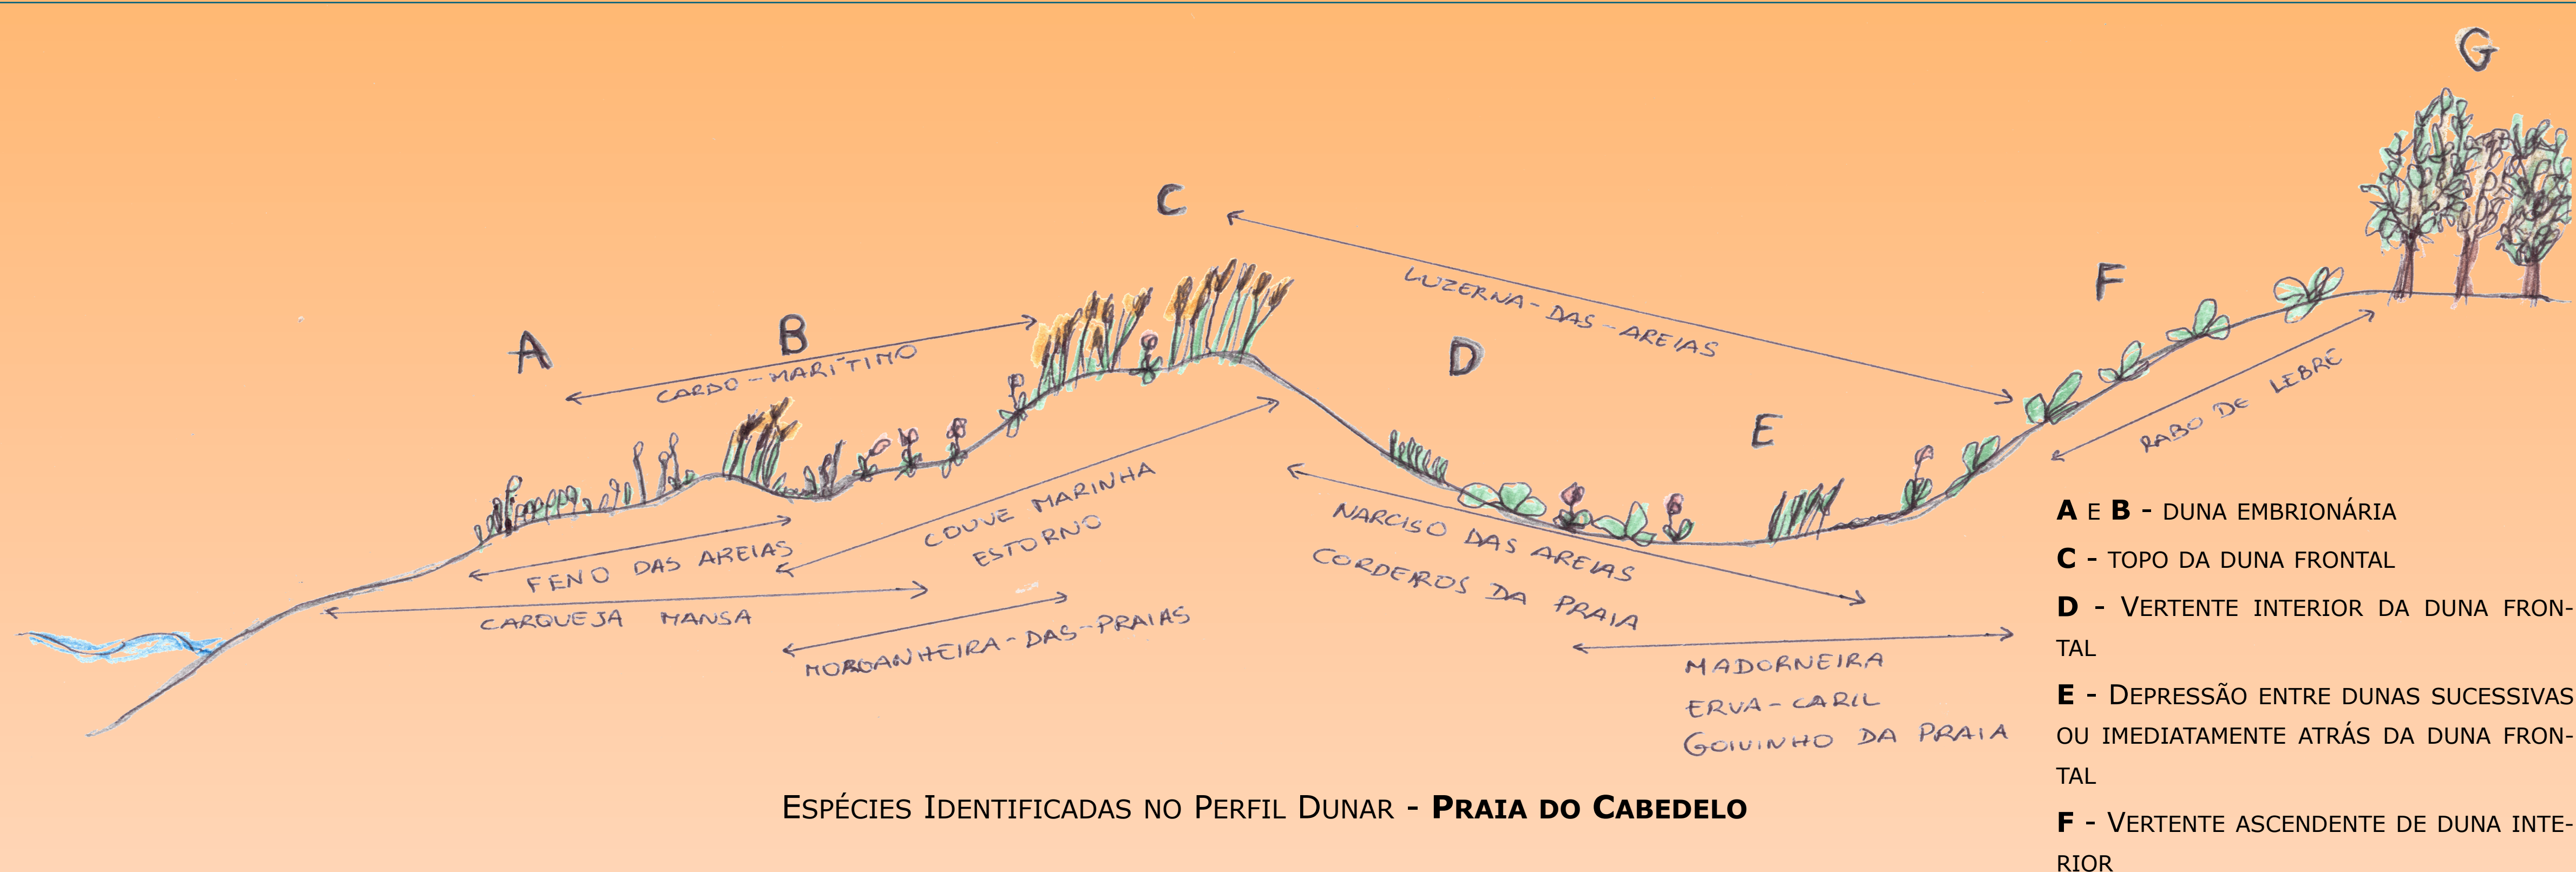 G
C
LUZERNA-DAS-AREIAS
F
A
B
CARDO-MARÍTIMO
D
RABO DE LEBRE
E
COUVE MARINHA
ESTORNO
FENO DAS AREIAS
CARQUEJA MANSA
MORGANHEIRA-DAS-PRAIAS
NARCISO DAS AREIAS
CORDEIROS DA PRAIA
MADORNEIRA
ERVA-CARIL
GOIVINHO DA PRAIA
A E B - DUNA EMBRIONÁRIA
C - TOPO DA DUNA FRONTAL
D - VERTENTE INTERIOR DA DUNA FRON-
TAL
E - DEPRESSÃO ENTRE DUNAS SUCESSIVAS
OU IMEDIATAMENTE ATRÁS DA DUNA FRON-
TAL
F - VERTENTE ASCENDENTE DE DUNA INTE-
RIOR
ESPÉCIES IDENTIFICADAS NO PERFIL DUNAR - PRAIA DO CABEDELO